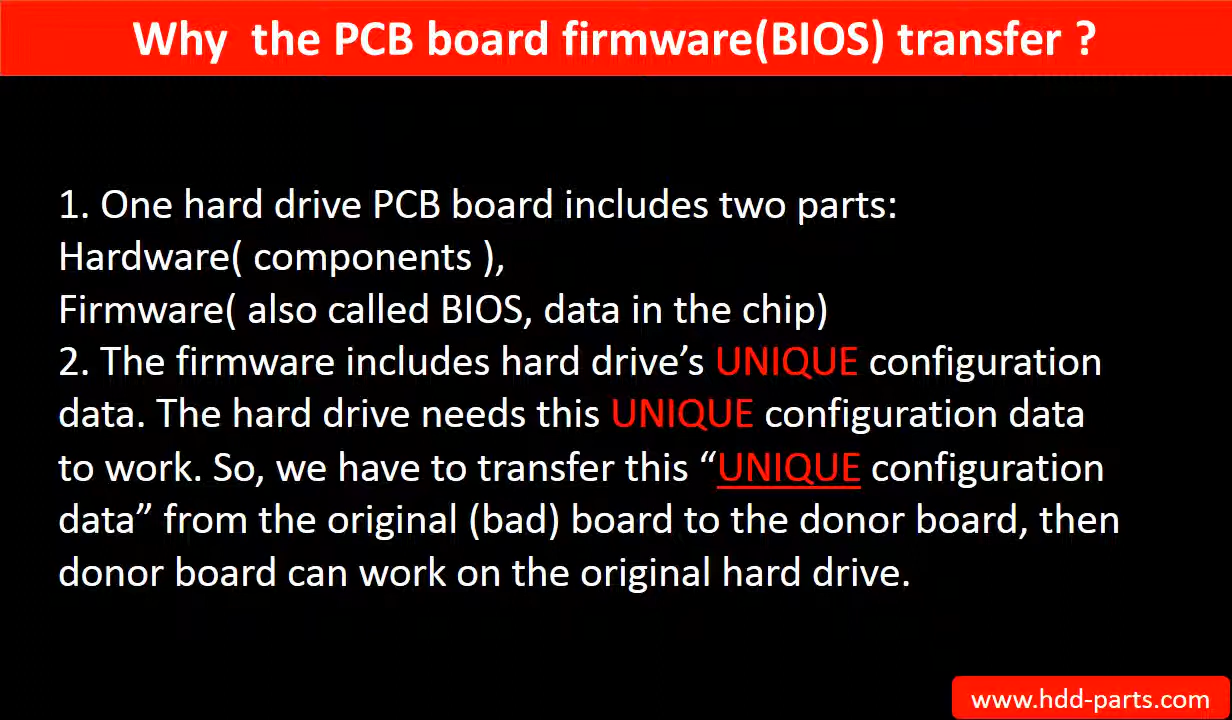 Why the PCB board firmware(BIOS) transfer ?
1. One hard drive PCB board includes two parts:
Hardware( components ),
Firmware( also called BIOS, data in the chip)
2. The firmware includes hard drive’s UNIQUE configuration
data. The hard drive needs this UNIQUE configuration data
to work. So, we have to transfer this “UNIQUE configuration
data” from the original (bad) board to the donor board, then
donor board can work on the original hard drive.
www.hdd-parts.com